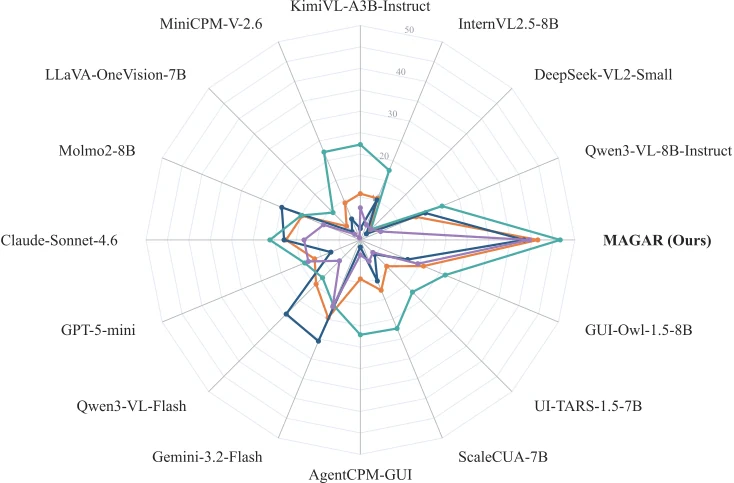 KimiVL-A3B-Instruct
MiniCPM-V-2.6
InternVL2.5-8B
50
LLaVA-OneVision-7B
DeepSeek-VL2-Small
40
30
Molmo2-8B
Qwen3-VL-8B-Instruct
20
Claude-Sonnet-4.6
MAGAR (Ours)
GPT-5-mini
GUI-Owl-1.5-8B
Qwen3-VL-Flash
UI-TARS-1.5-7B
Gemini-3.2-Flash
ScaleCUA-7B
AgentCPM-GUI